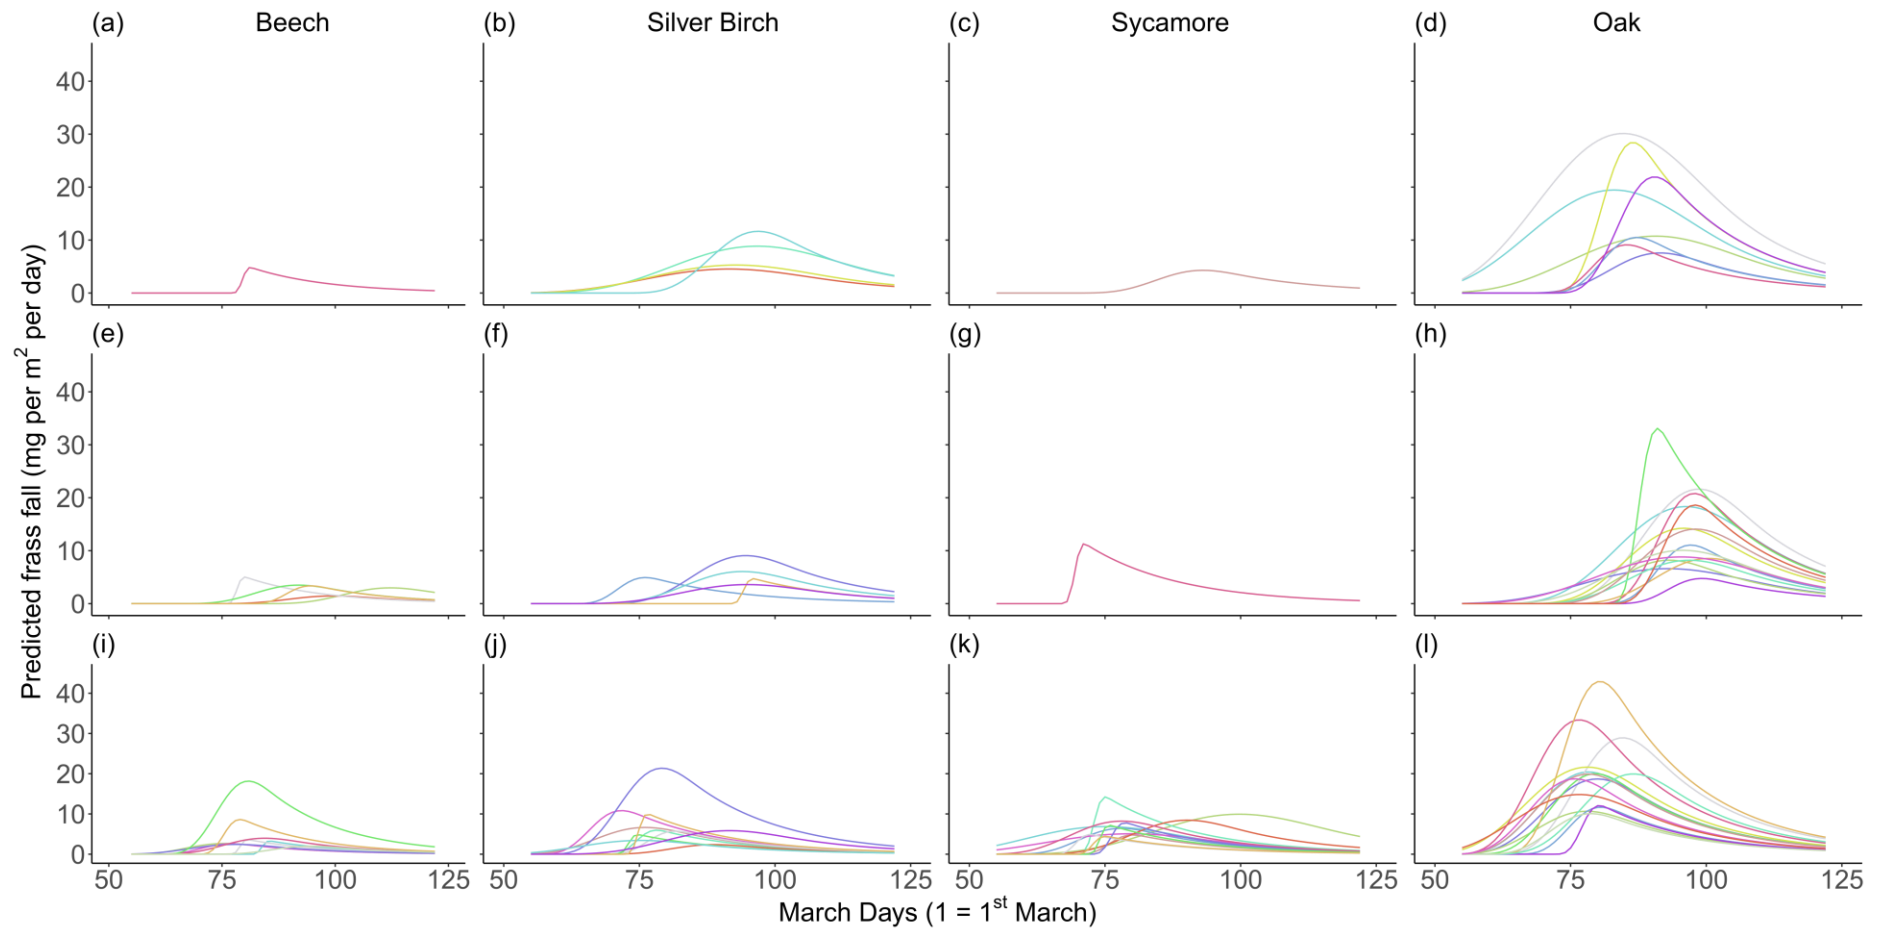 (a) Beech (b) Silver Birch (c) Sycamore (d) Oak
40
30
20
10
0
(e) (f) (g) (h)
40
30
20
10
0
(i) (j) (k) (l)
40
30
20
10
0
50 75 100 125 50 75 100 125 50 75 100 125 50 75 100 125
March Days (1 = 1st March)
Predicted frass fall (mg per m2 per day)